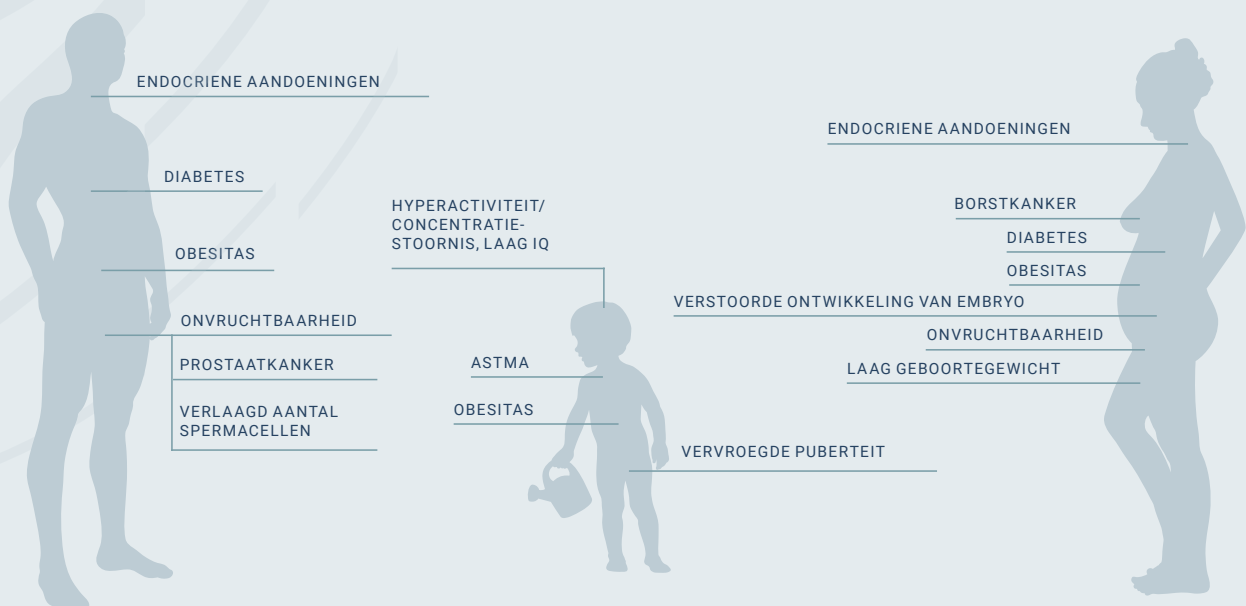 ENDOCRIENE AANDOENINGEN
DIABETES
OBESITAS
ONVRUCHTBAARHEID
PROSTAATKANKER
VERLAAGD AANTAL
SPERMACELLEN
HYPERACTIVITEIT/
CONCENTRATIE-
STOORNIS, LAAG IQ
ASTMA
OBESITAS
VERVROEGDE PUBERTEIT
ENDOCRIENE AANDOENINGEN
BORSTKANKER
DIABETES
OBESITAS
VERSTOORDE ONTWIKKELING VAN EMBRYO
ONVRUCHTBAARHEID
LAAG GEBOORTEGEWICHT